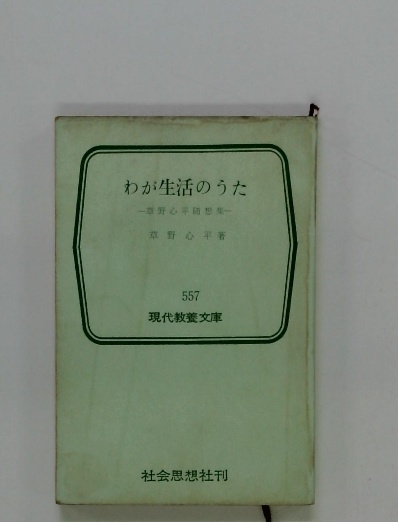 わが生活のうた
—草野心平随想集—
草野心平著
557
現代教養文庫
社会思想社刊